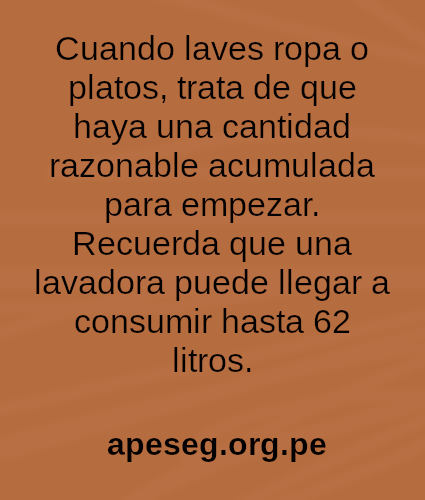 Cuando laves ropa o
platos, trata de que
haya una cantidad
razonable acumulada
para empezar.
Recuerda que una
lavadora puede llegar a
consumir hasta 62
litros.
apeseg.org.pe